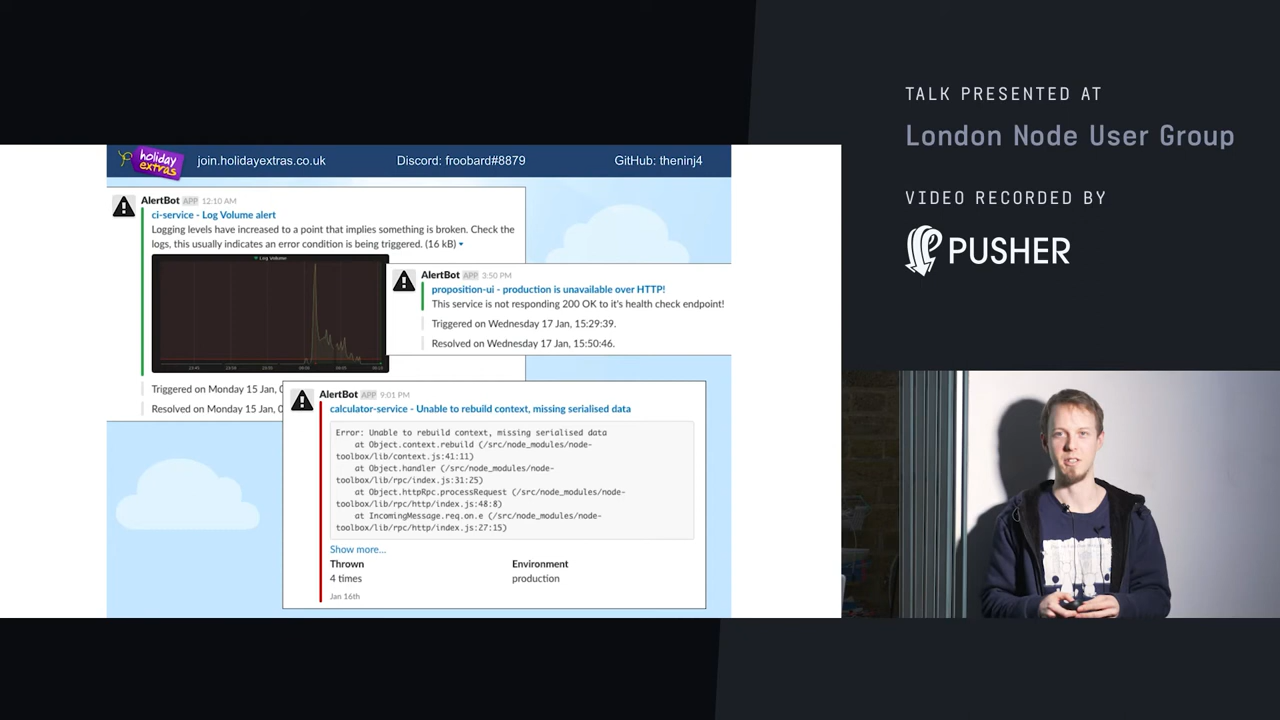 holiday extras
join.holidayextras.co.uk
Discord: froobard#8879
GitHub: theninj4
AlertBot APP 12:10 AM
ci-service - Log Volume alert
Logging levels have increased to a point that implies something is broken. Check the
logs, this usually indicates an error condition is being triggered. (16 kB)
Log Volume
Triggered on Monday 15 Jan, 0
Resolved on Monday 15 Jan, 0
AlertBot APP 3:50 PM
proposition-ui - production is unavailable over HTTP!
This service is not responding 200 OK to it's health check endpoint!
Triggered on Wednesday 17 Jan, 15:29:39.
Resolved on Wednesday 17 Jan, 15:50:46.
AlertBot APP 9:01 PM
calculator-service - Unable to rebuild context, missing serialised data
Error: Unable to rebuild context, missing serialised data
at Object.context.rebuild (/src/node_modules/node-
toolbox/lib/context.js:41:11)
at Object.handler (/src/node_modules/node-
toolbox/lib/rpc/index.js:31:25)
at Object.httpRpc.processRequest (/src/node_modules/node-
toolbox/lib/rpc/http/index.js:48:8)
at IncomingMessage.req.on.e (/src/node_modules/node-
toolbox/lib/rpc/http/index.js:27:15)
Show more...
Thrown
Environment
4 times
production
Jan 16th
TALK PRESENTED AT
London Node User Group
VIDEO RECORDED BY
PUSHER